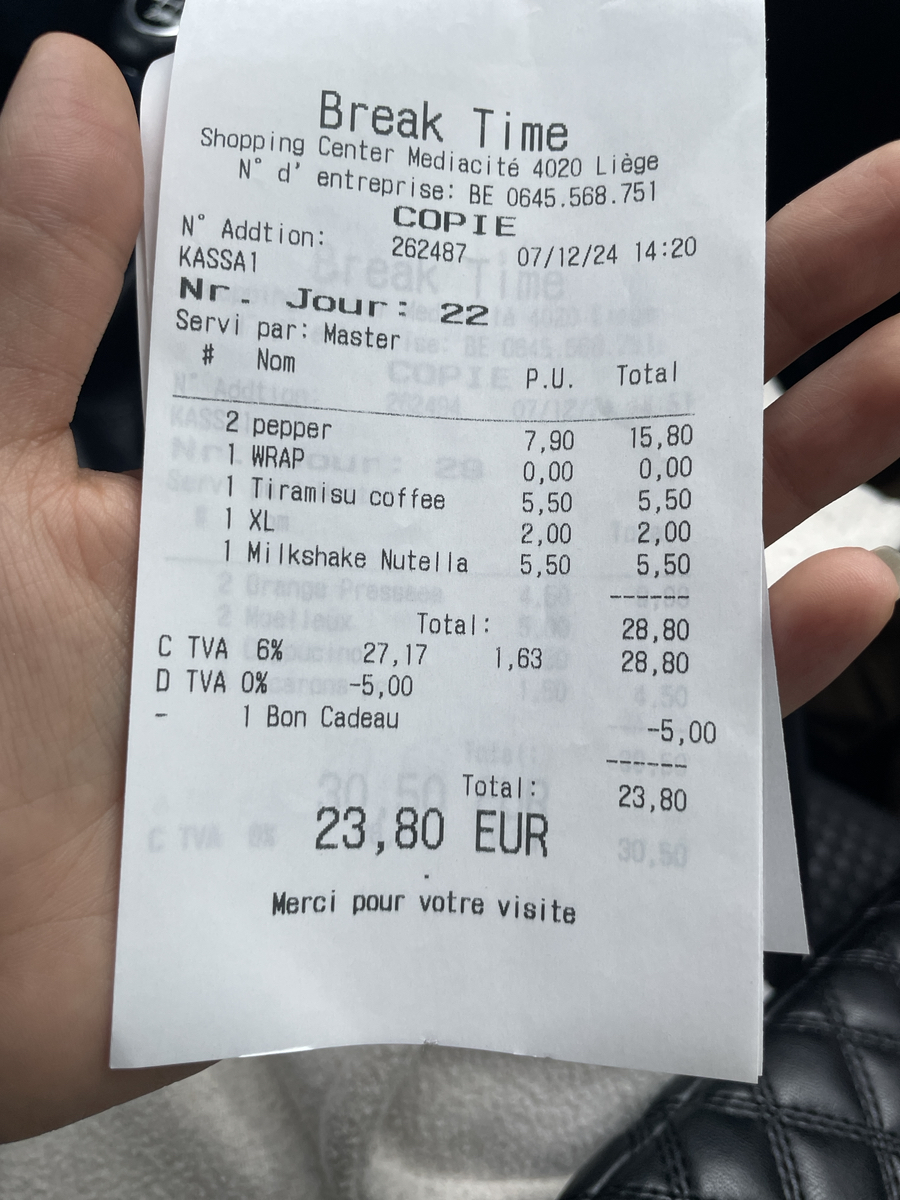 Break Time
Shopping Center Mediacité 4020 Liège
N° d' entreprise: BE 0645.568.751
COPIE
N° Addtion: 262487 07/12/24 14:20
KASSA1
Nr. Jour: 22
Servi par: Master
# Nom P.U. Total
2 pepper 7,90 15,80
1 WRAP 0,00 0,00
1 Tiramisu coffee 5,50 5,50
1 XL 2,00 2,00
1 Milkshake Nutella 5,50 5,50
------
Total: 28,80
C TVA 6% 27,17 1,63 28,80
D TVA 0% -5,00
- 1 Bon Cadeau -5,00
------
Total: 23,80
23,80 EUR
Merci pour votre visite